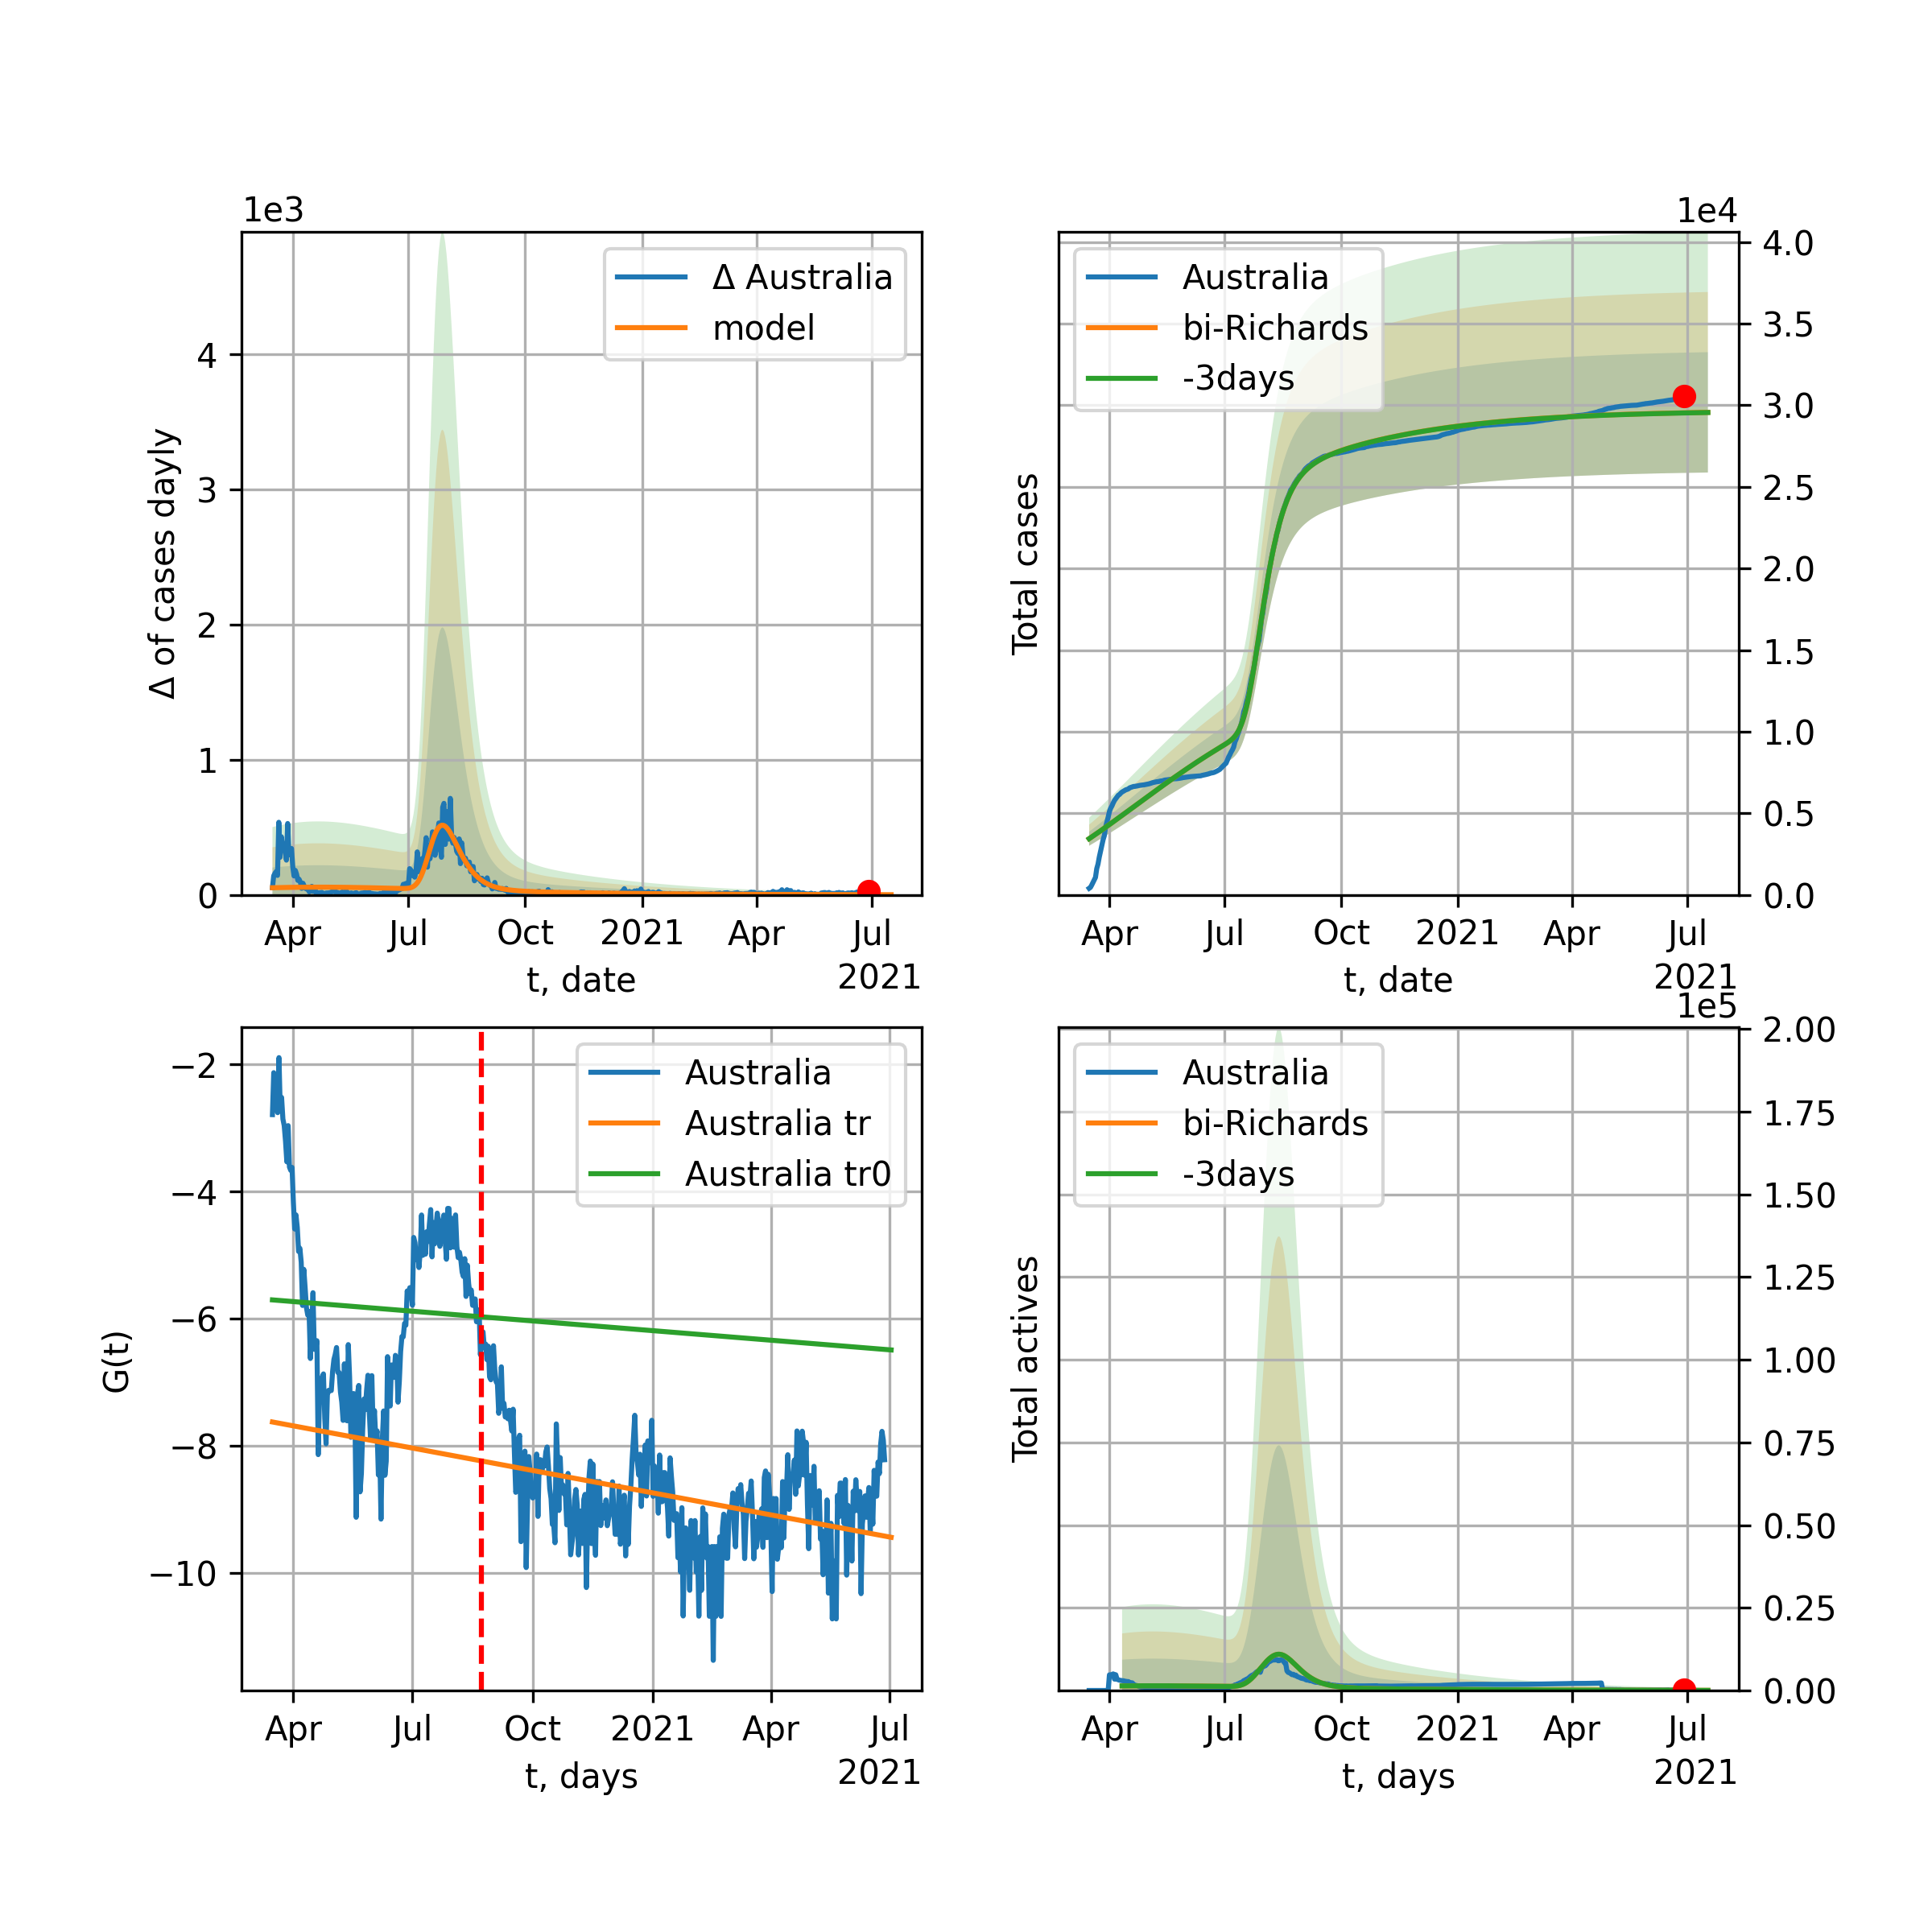 1e3
Δ of cases dayly
4
3
2
1
0
Apr Jul Oct 2021 Apr Jul
2021
t, date
Δ Australia
model
1e4
Total cases
4.0
3.5
3.0
2.5
2.0
1.5
1.0
0.5
0.0
Apr Jul Oct 2021 Apr Jul
2021
t, date
Australia
bi-Richards
-3days
G(t)
−2
−4
−6
−8
−10
Apr Jul Oct 2021 Apr Jul
2021
t, days
Australia
Australia tr
Australia tr0
1e5
Total actives
2.00
1.75
1.50
1.25
1.00
0.75
0.50
0.25
0.00
Apr Jul Oct 2021 Apr Jul
2021
t, days
Australia
bi-Richards
-3days